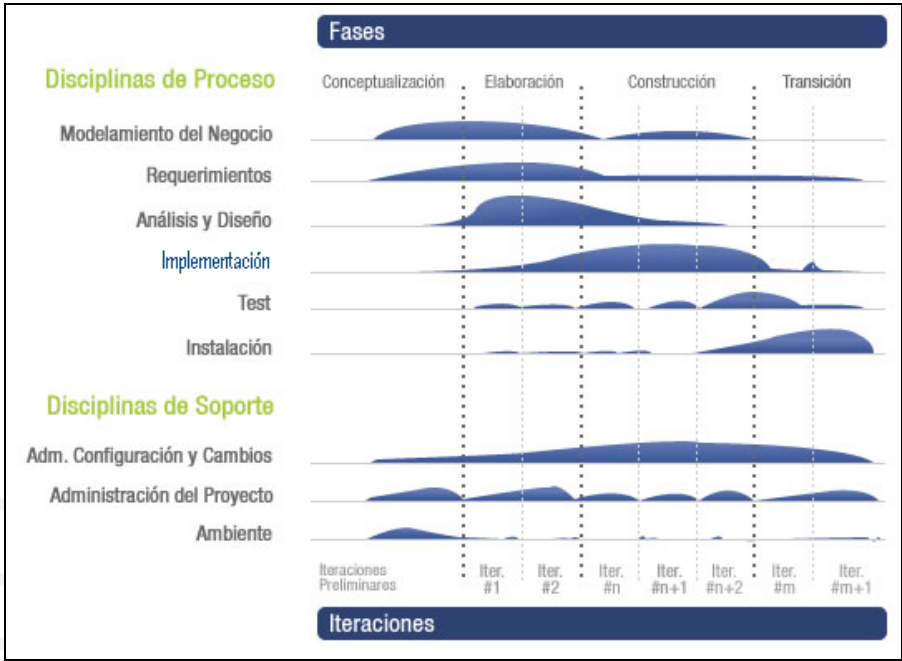 Fases
Disciplinas de Proceso
Conceptualización
Elaboración
Construcción
Transición
Modelamiento del Negocio
Requerimientos
Análisis y Diseño
Implementación
Test
Instalación
Disciplinas de Soporte
Adm. Configuración y Cambios
Administración del Proyecto
Ambiente
Iteraciones
Preliminares
Iter.
#1
Iter.
#2
Iter.
#n
Iter.
#n+1
Iter.
#n+2
Iter.
#m
Iter.
#m+1
Iteraciones